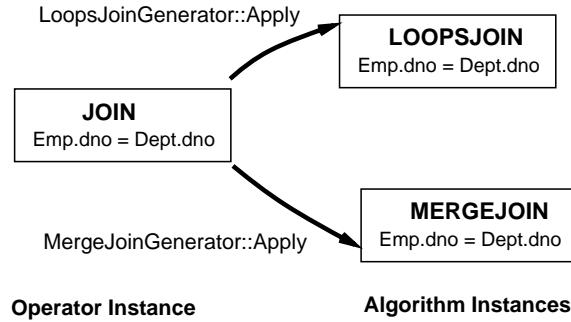 LoopsJoinGenerator::Apply
LOOPSJOIN
Emp.dno = Dept.dno
JOIN
Emp.dno = Dept.dno
MERGEJOIN
Emp.dno = Dept.dno
MergeJoinGenerator::Apply
Operator Instance
Algorithm Instances